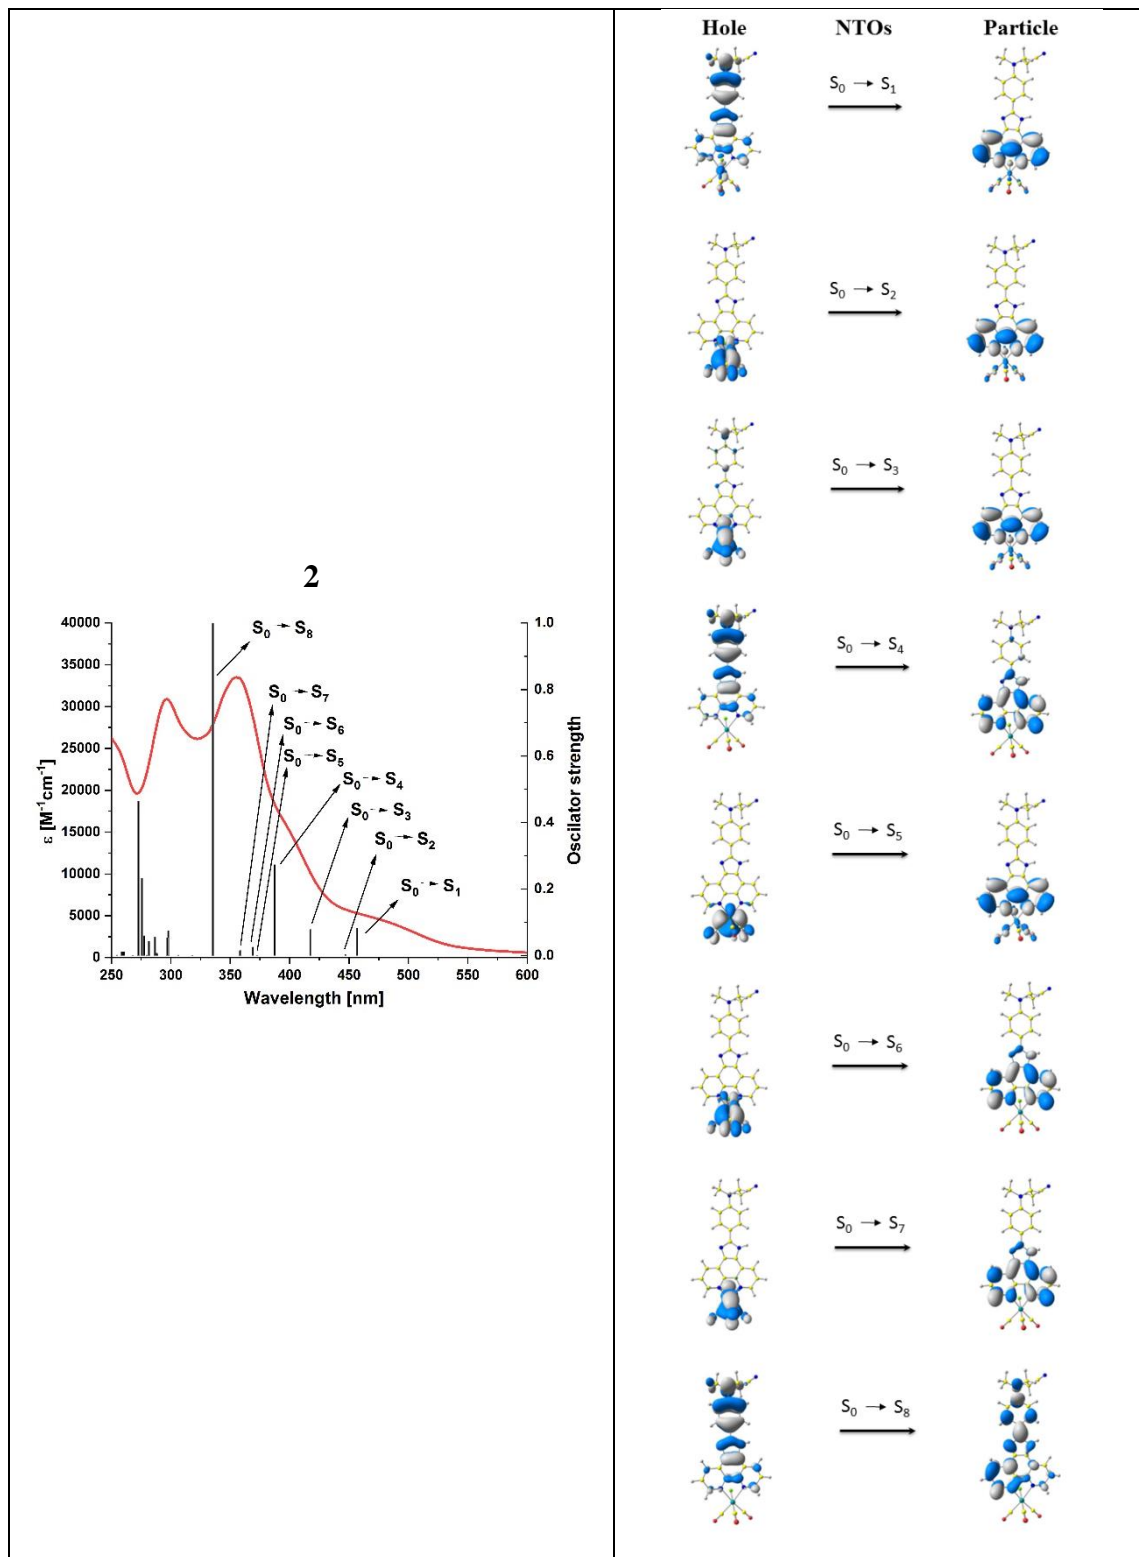 2
40000
35000
30000
25000
20000
15000
10000
5000
0
ε [M⁻¹cm⁻¹]
1.0
0.8
0.6
0.4
0.2
0.0
Oscilator strength
S₀ → S₈
S₀ → S₇
S₀ → S₆
S₀ → S₅
S₀ → S₄
S₀ → S₃
S₀ → S₂
S₀ → S₁
250 300 350 400 450 500 550 600
Wavelength [nm]
Hole NTOs Particle
S₀ → S₁
S₀ → S₂
S₀ → S₃
S₀ → S₄
S₀ → S₅
S₀ → S₆
S₀ → S₇
S₀ → S₈